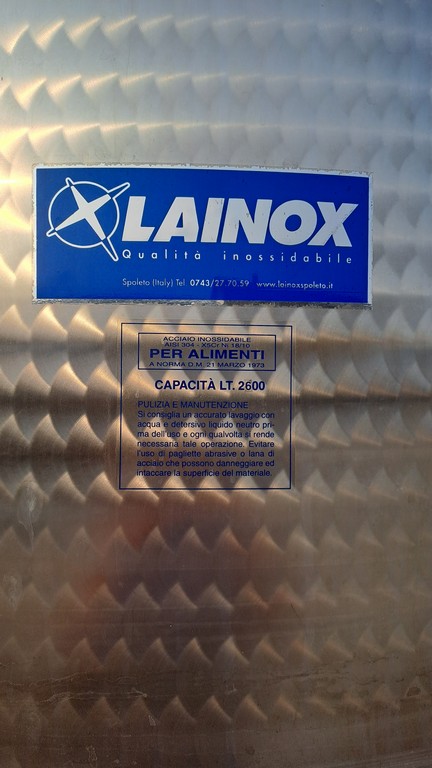 LAINOX
Qualità inossidabile
Spoleto (Italy) Tel. 0743/27.70.59 www.lainoxspoleto.it
ACCIAIO INOSSIDABILE
AISI 304 - X5Cr Ni 18/10
PER ALIMENTI
A NORMA D.M. 21 MARZO 1973
CAPACITÀ LT. 2600
PULIZIA E MANUTENZIONE
Si consiglia un accurato lavaggio con
acqua e detersivo liquido neutro pri-
ma dell'uso e ogni qualvolta si rende
necessaria tale operazione. Evitare
l'uso di pagliette abrasive o lana di
acciaio che possono danneggiare ed
intaccare la superficie del materiale.